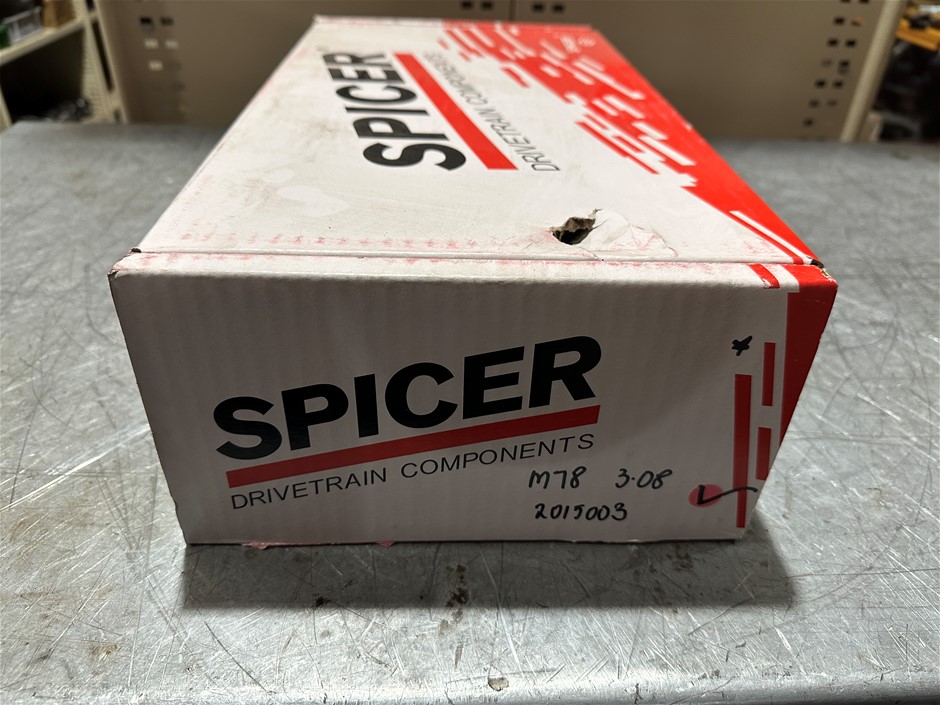 SPICER
DRIVETRAIN COMPONENTS
SPICER
DRIVETRAIN COMPONENTS
M78 3.08
2015003